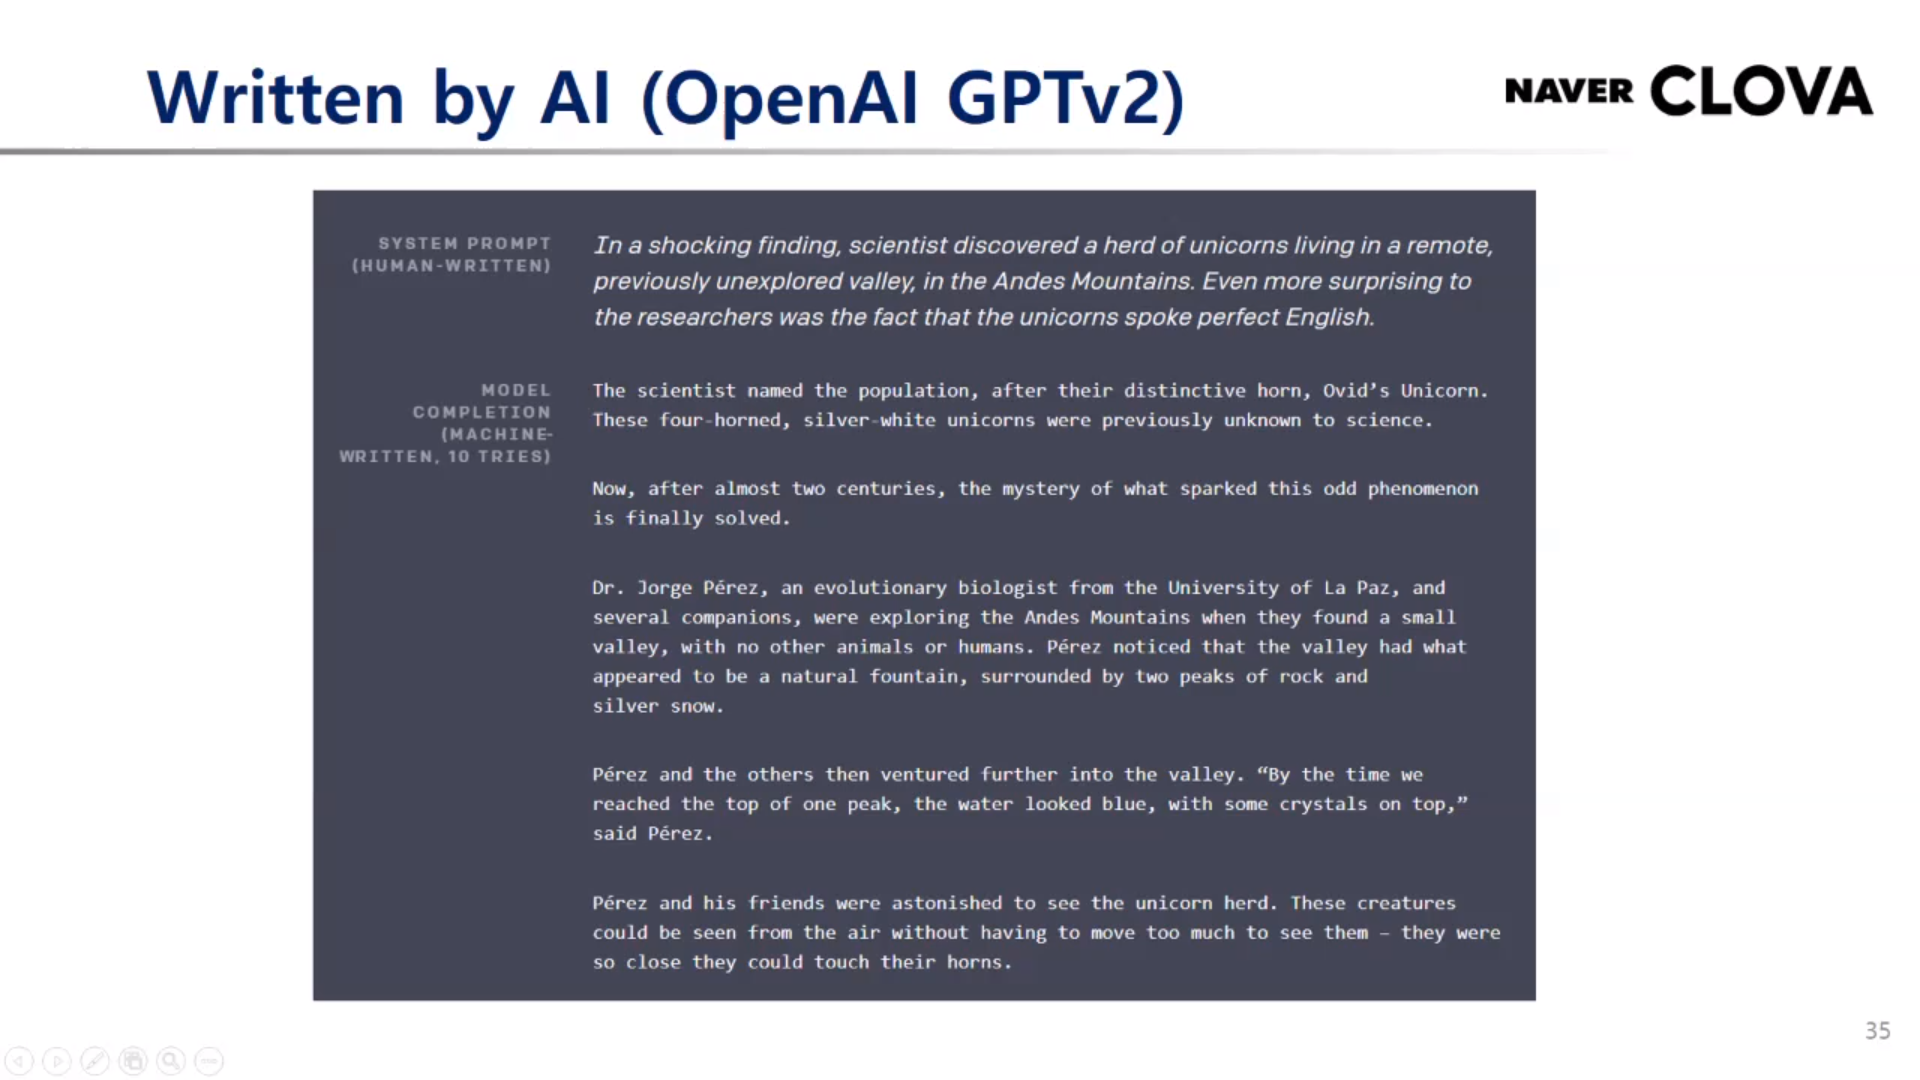 Written by AI (OpenAI GPTv2)
NAVER CLOVA
SYSTEM PROMPT
(HUMAN-WRITTEN)
In a shocking finding, scientist discovered a herd of unicorns living in a remote,
previously unexplored valley, in the Andes Mountains. Even more surprising to
the researchers was the fact that the unicorns spoke perfect English.
MODEL
COMPLETION
(MACHINE-
WRITTEN, 10 TRIES)
The scientist named the population, after their distinctive horn, Ovid’s Unicorn.
These four-horned, silver-white unicorns were previously unknown to science.
Now, after almost two centuries, the mystery of what sparked this odd phenomenon
is finally solved.
Dr. Jorge Pérez, an evolutionary biologist from the University of La Paz, and
several companions, were exploring the Andes Mountains when they found a small
valley, with no other animals or humans. Pérez noticed that the valley had what
appeared to be a natural fountain, surrounded by two peaks of rock and
silver snow.
Pérez and the others then ventured further into the valley. “By the time we
reached the top of one peak, the water looked blue, with some crystals on top,”
said Pérez.
Pérez and his friends were astonished to see the unicorn herd. These creatures
could be seen from the air without having to move too much to see them – they were
so close they could touch their horns.
35